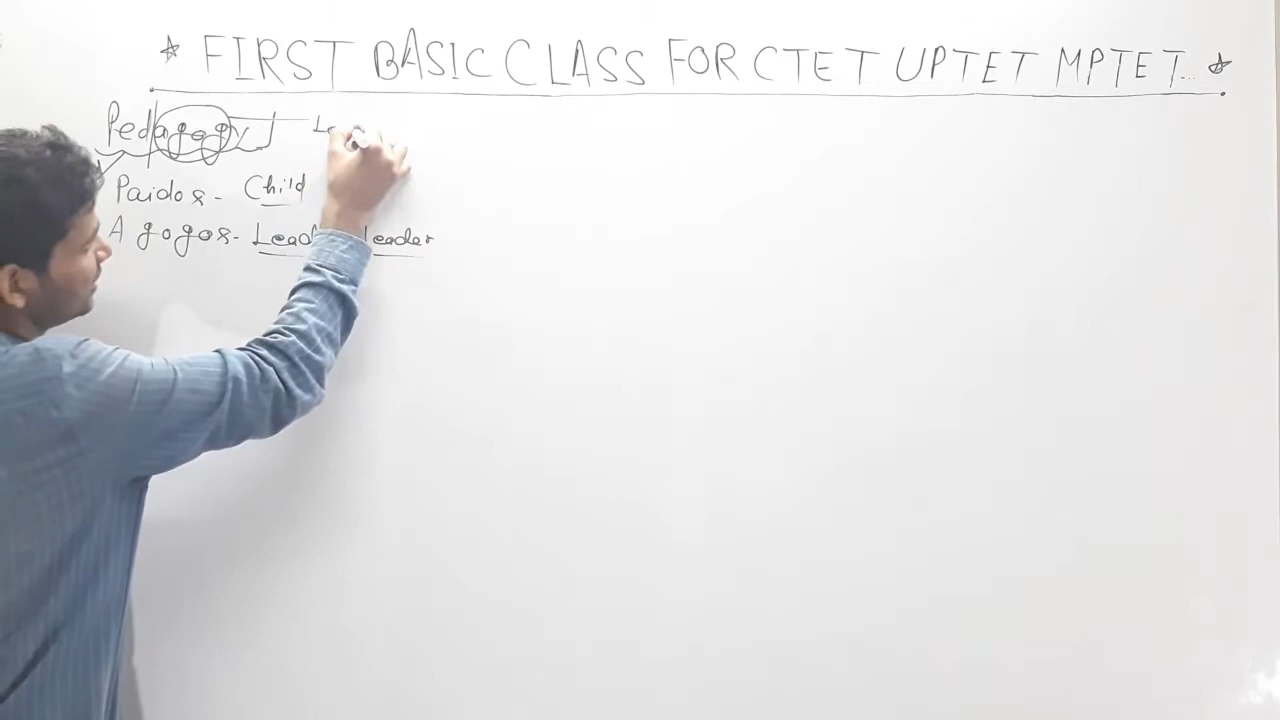 * FIRST BASIC CLASS FOR CTET UPTET MPTET... *
Pedagogy
Paidos - Child
Agogos - Lead leader